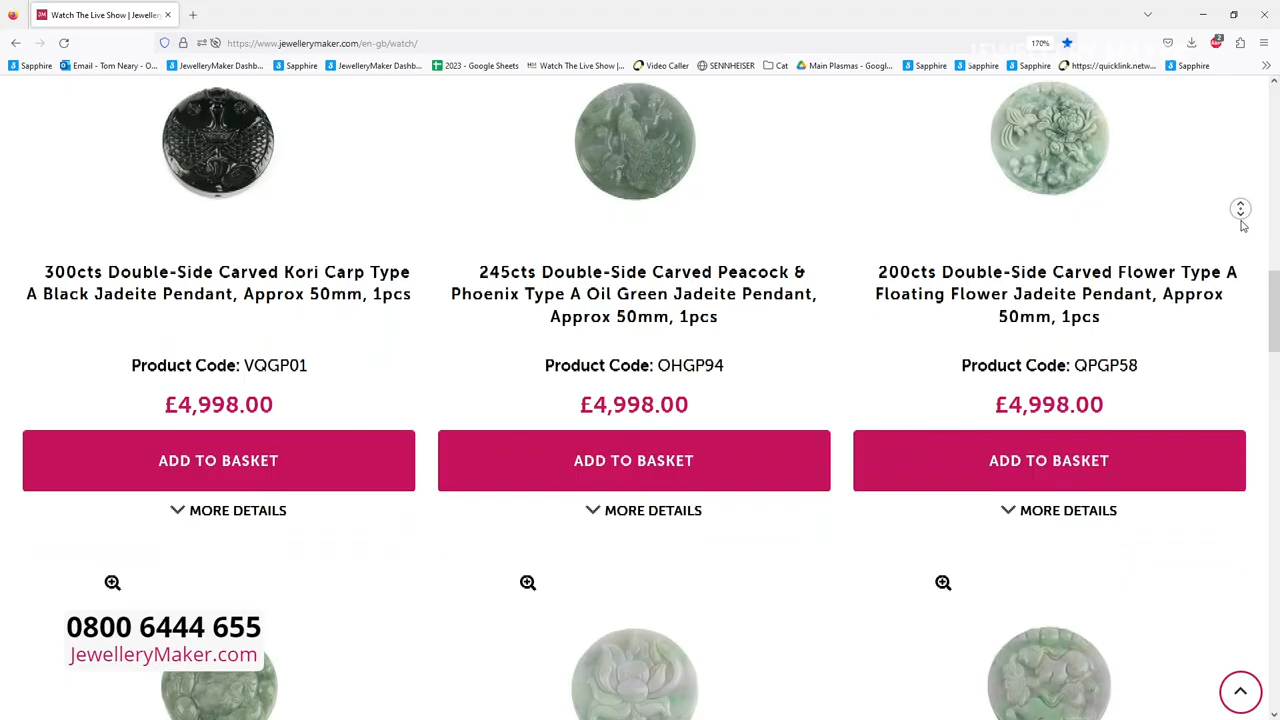 Watch The Live Show | Jeweller
https://www.jewellerymaker.com/en-gb/watch/
170%
2
JEWELLERY MAKER
Sapphire
Email - Tom Neary - O...
JewelleryMaker Dashb...
Sapphire
JewelleryMaker Dashb...
2023 - Google Sheets
Watch The Live Show |...
Video Caller
SENNHEISER
Cat
Main Plasmas - Googl...
Sapphire
Sapphire
Sapphire
https://quicklink.netw...
Sapphire
300cts Double-Side Carved Kori Carp Type
A Black Jadeite Pendant, Approx 50mm, 1pcs
Product Code: VQGP01
£4,998.00
ADD TO BASKET
MORE DETAILS
245cts Double-Side Carved Peacock &
Phoenix Type A Oil Green Jadeite Pendant,
Approx 50mm, 1pcs
Product Code: OHGP94
£4,998.00
ADD TO BASKET
MORE DETAILS
200cts Double-Side Carved Flower Type A
Floating Flower Jadeite Pendant, Approx
50mm, 1pcs
Product Code: QPGP58
£4,998.00
ADD TO BASKET
MORE DETAILS
0800 6444 655
JewelleryMaker.com